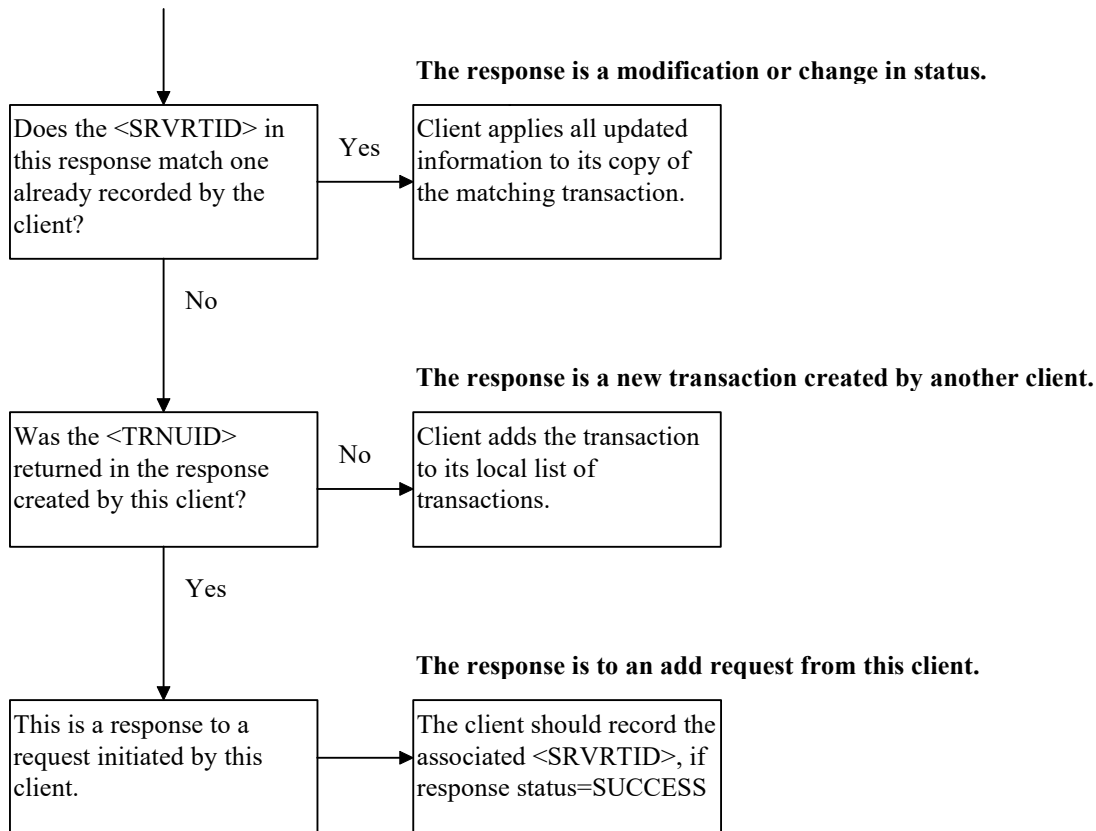 The response is a modification or change in status.
Does the <SRVRTID> in
this response match one
already recorded by the
client?
Yes
Client applies all updated
information to its copy of
the matching transaction.
No
The response is a new transaction created by another client.
Was the <TRNUID>
returned in the response
created by this client?
No
Client adds the transaction
to its local list of
transactions.
Yes
The response is to an add request from this client.
This is a response to a
request initiated by this
client.
The client should record the
associated <SRVRTID>, if
response status=SUCCESS